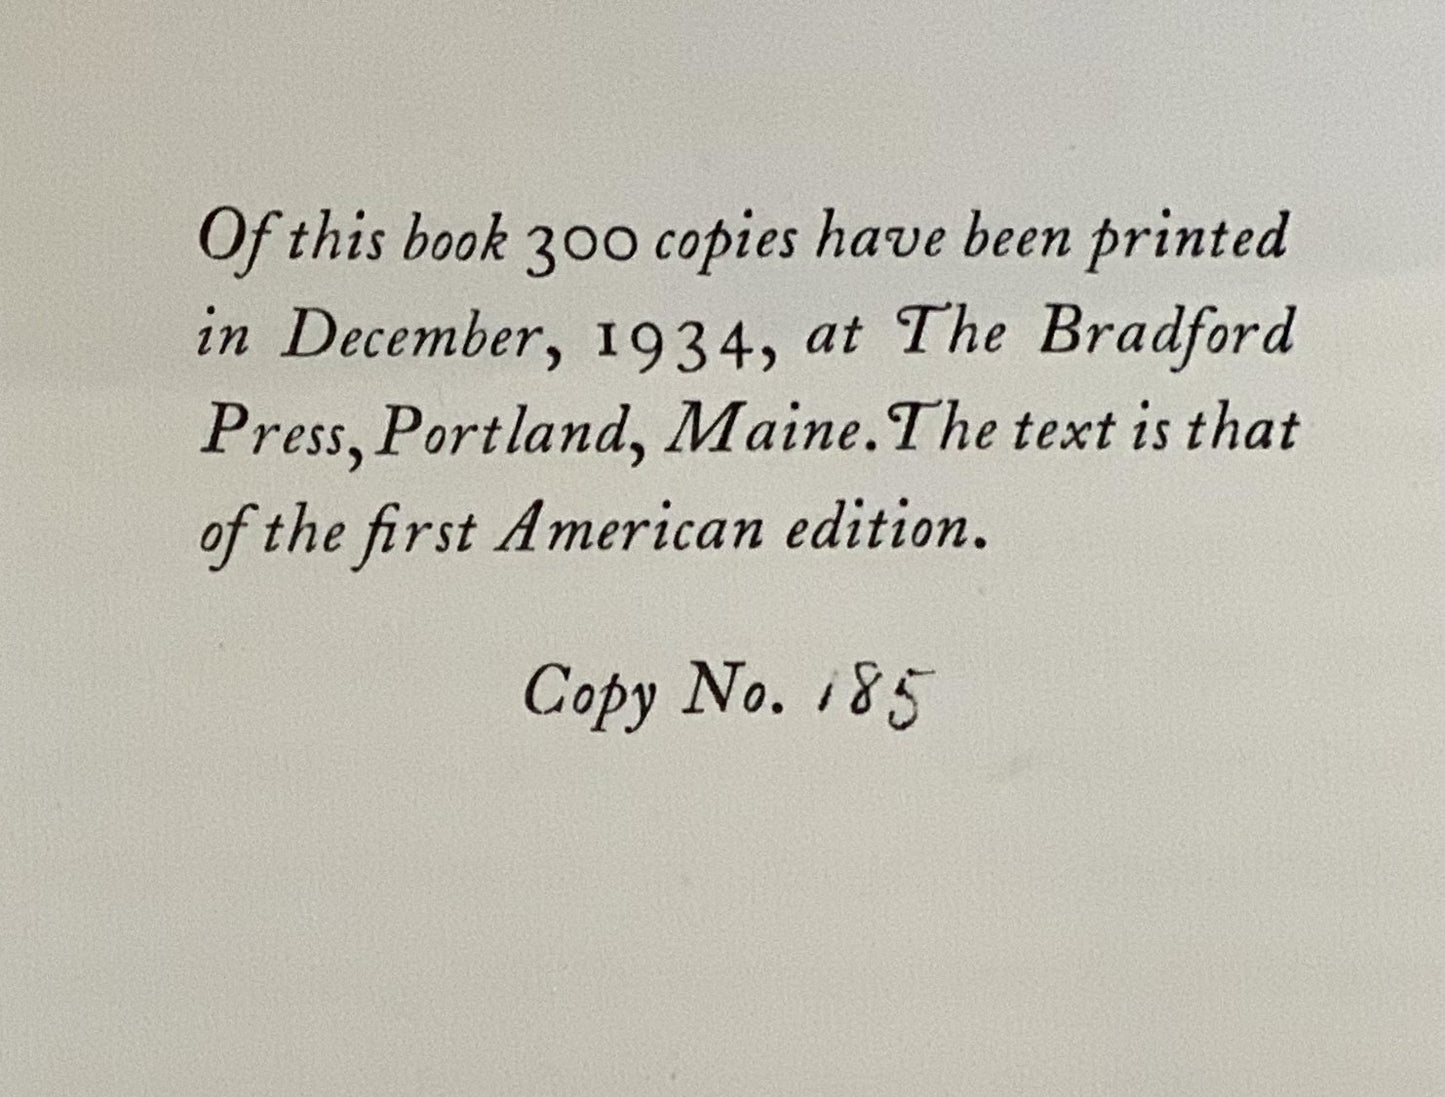 Of this book 300 copies have been printed
in December, 1934, at The Bradford
Press, Portland, Maine. The text is that
of the first American edition.
Copy No. 185